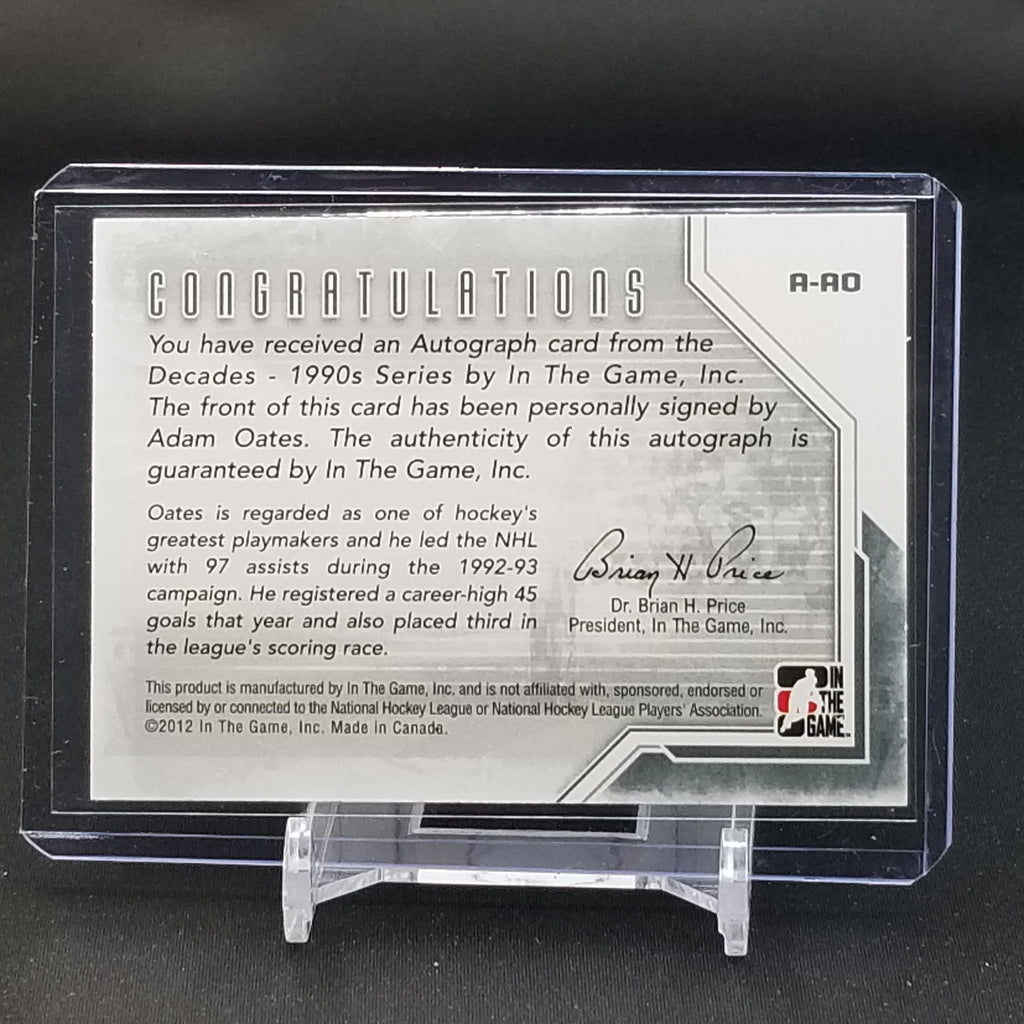 A-AO
CONGRATULATIONS
You have received an Autograph card from the
Decades - 1990s Series by In The Game, Inc.
The front of this card has been personally signed by
Adam Oates. The authenticity of this autograph is
guaranteed by In The Game, Inc.
Oates is regarded as one of hockey's
greatest playmakers and he led the NHL
with 97 assists during the 1992-93
campaign. He registered a career-high 45
goals that year and also placed third in
the league's scoring race.
Brian H Price
Dr. Brian H. Price
President, In The Game, Inc.
This product is manufactured by In The Game, Inc. and is not affiliated with, sponsored, endorsed or
licensed by or connected to the National Hockey League or National Hockey League Players' Association.
©2012 In The Game, Inc. Made in Canada.
IN
THE
GAME™